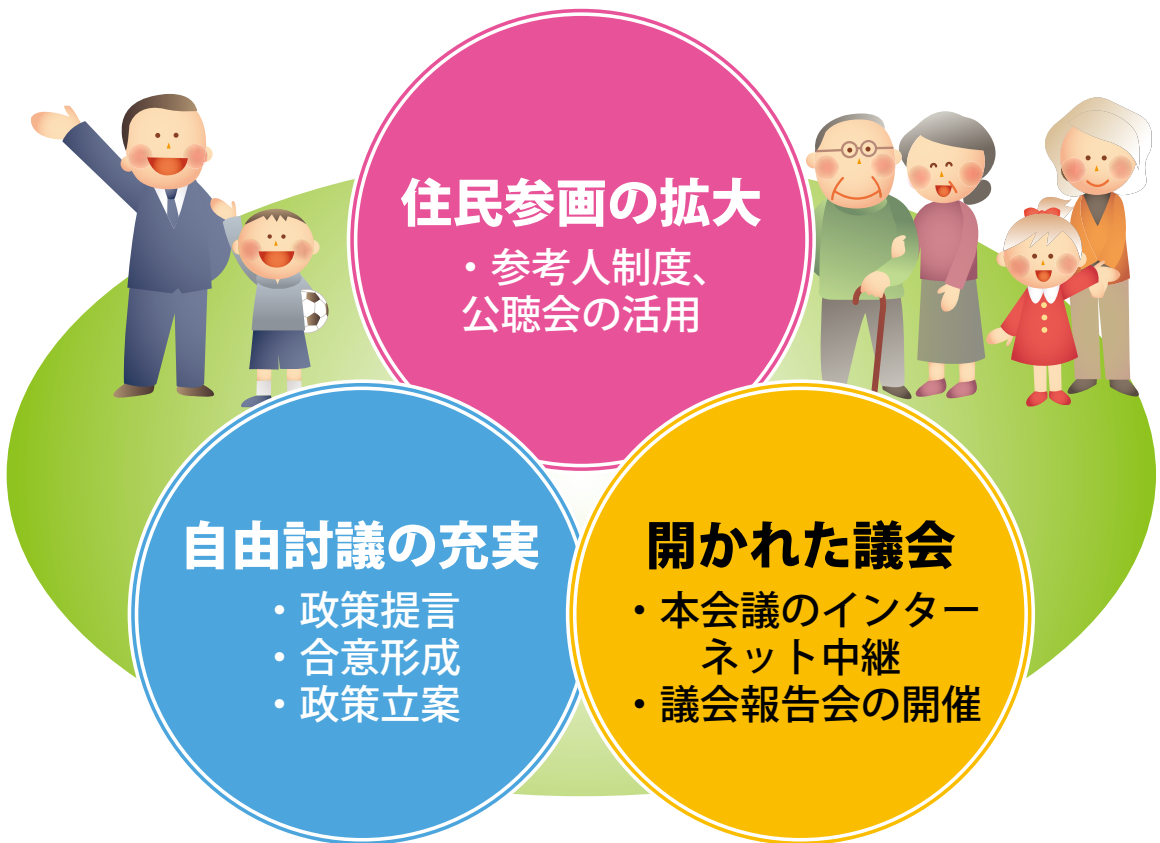 住民参画の拡大
・参考人制度、
公聴会の活用
自由討議の充実
・政策提言
・合意形成
・政策立案
開かれた議会
・本会議のインター
ネット中継
・議会報告会の開催